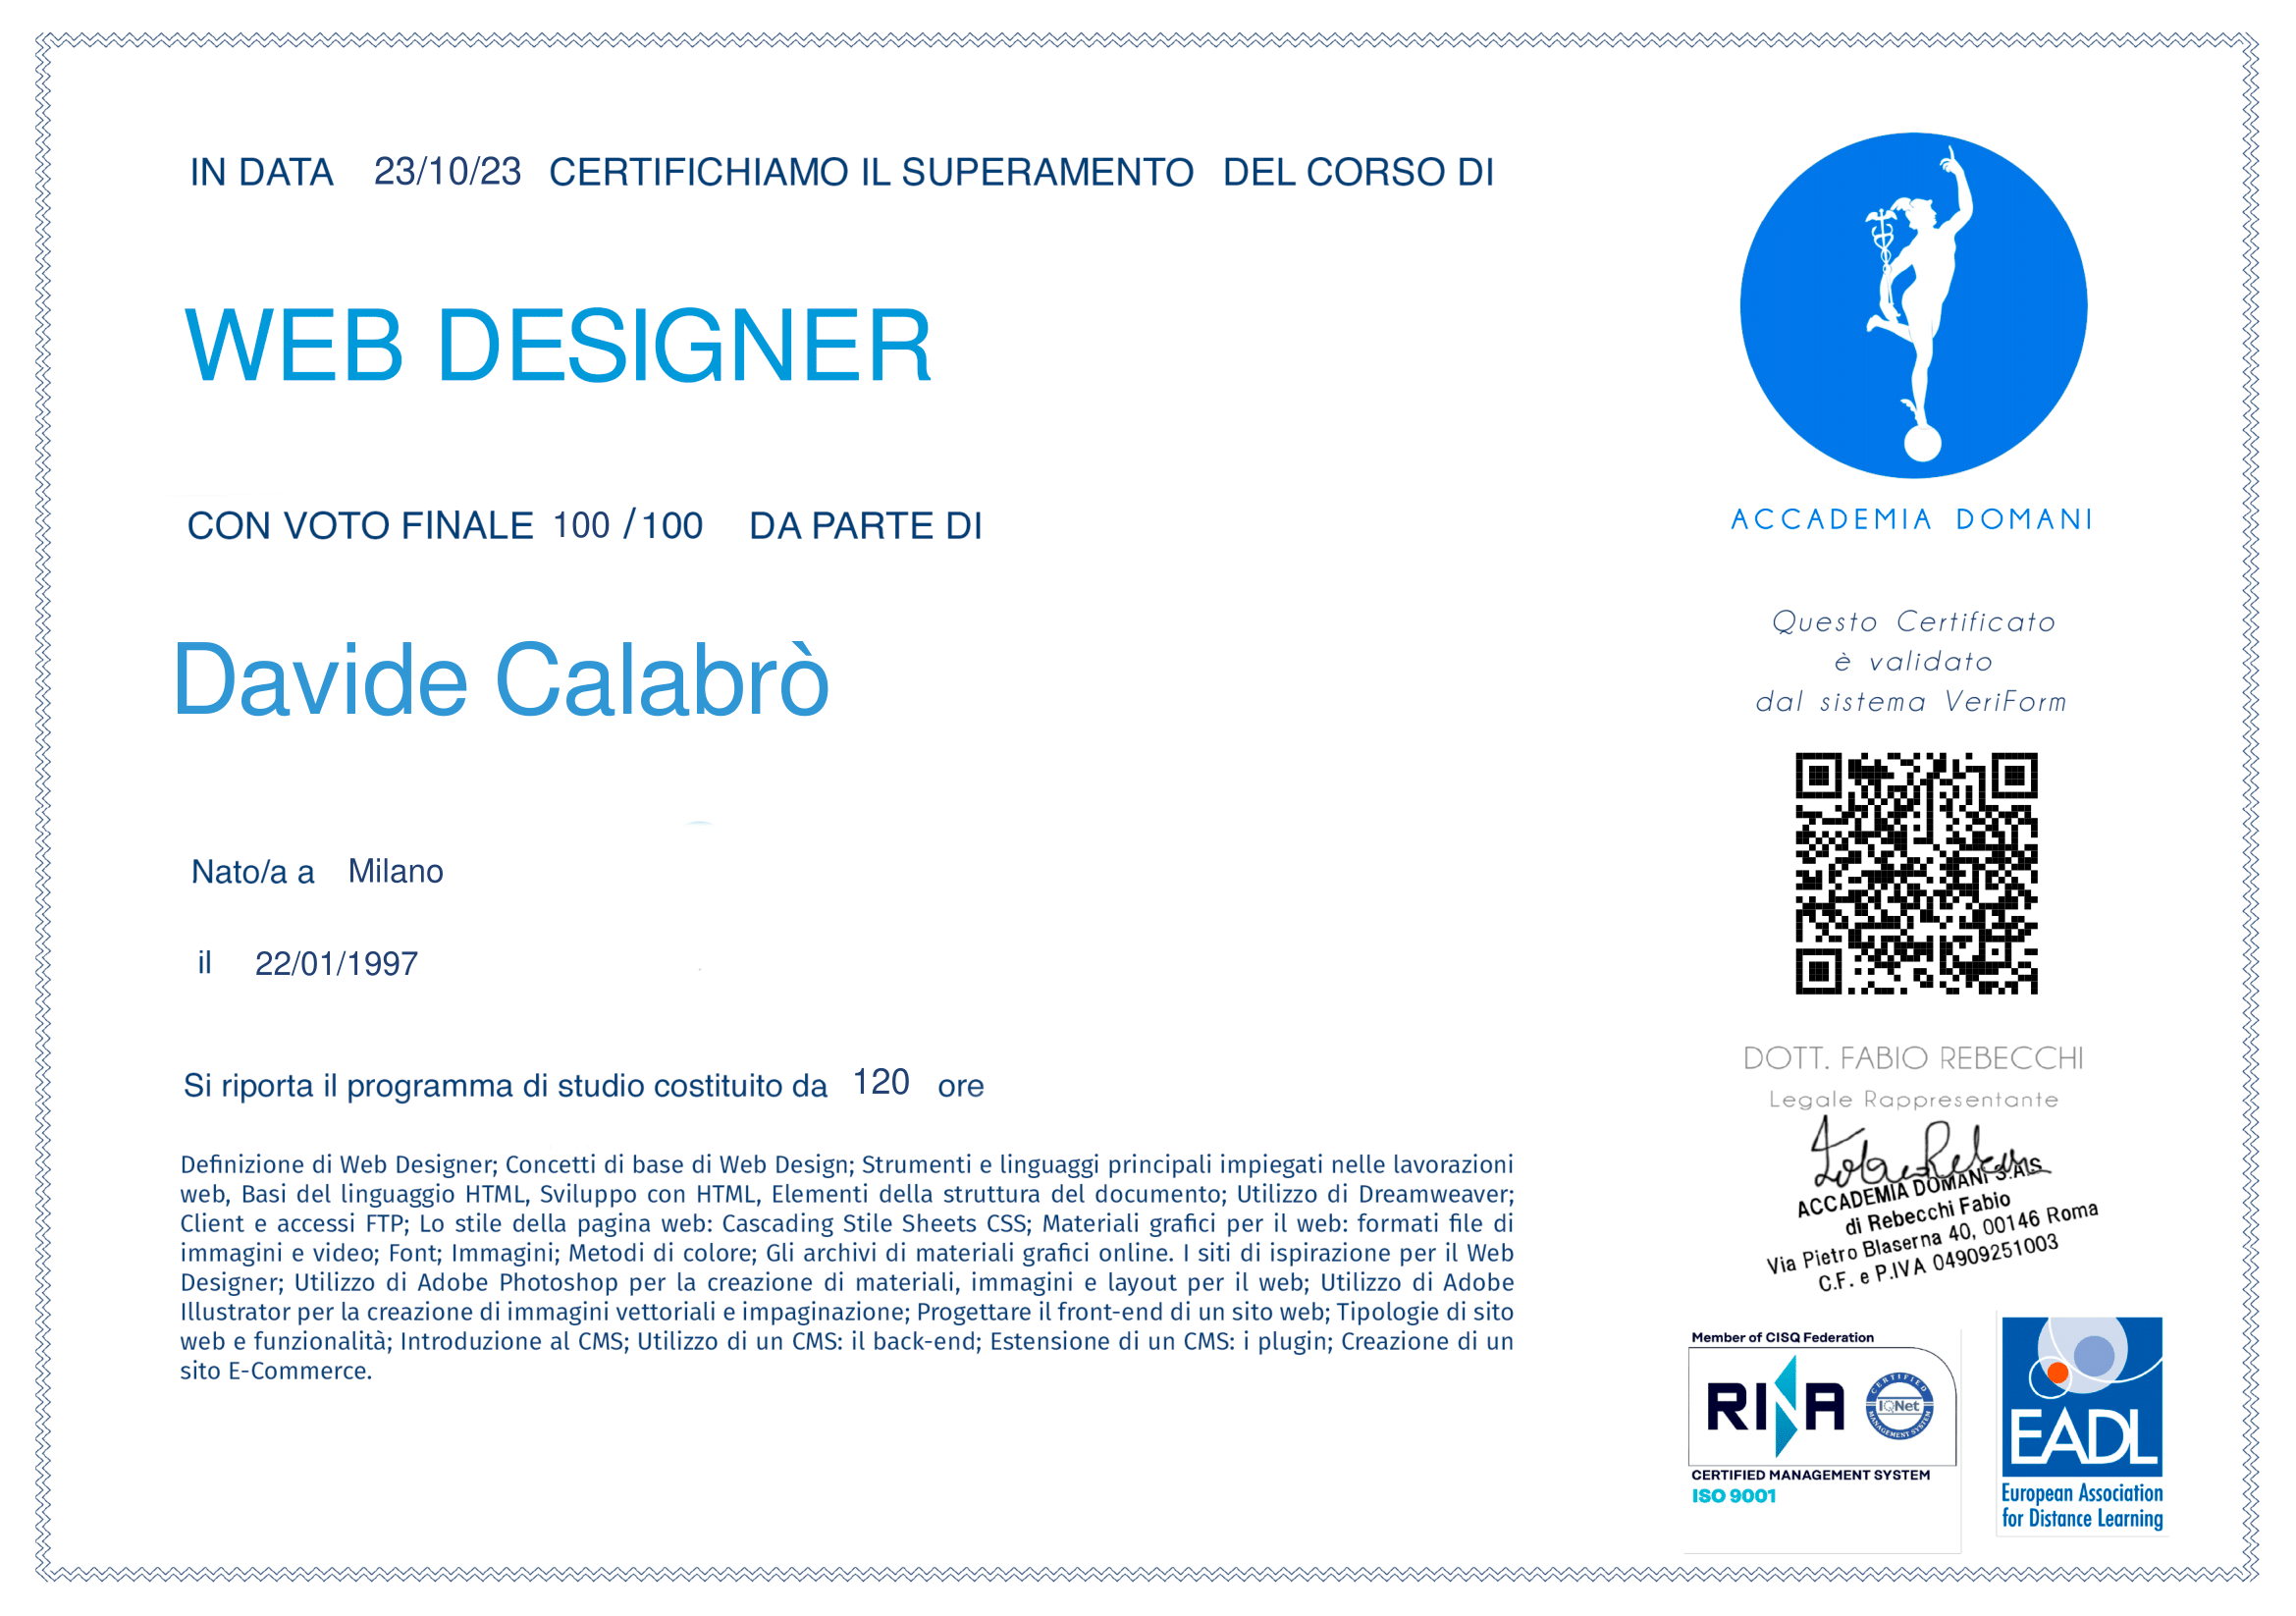 IN DATA 23/10/23 CERTIFICHIAMO IL SUPERAMENTO DEL CORSO DI
WEB DESIGNER
CON VOTO FINALE 100 /100 DA PARTE DI
Davide Calabrò
Nato/a a Milano
il 22/01/1997
Si riporta il programma di studio costituito da 120 ore
Definizione di Web Designer; Concetti di base di Web Design; Strumenti e linguaggi principali impiegati nelle lavorazioni
web, Basi del linguaggio HTML, Sviluppo con HTML, Elementi della struttura del documento; Utilizzo di Dreamweaver;
Client e accessi FTP; Lo stile della pagina web: Cascading Stile Sheets CSS; Materiali grafici per il web: formati file di
immagini e video; Font; Immagini; Metodi di colore; Gli archivi di materiali grafici online. I siti di ispirazione per il Web
Designer; Utilizzo di Adobe Photoshop per la creazione di materiali, immagini e layout per il web; Utilizzo di Adobe
Illustrator per la creazione di immagini vettoriali e impaginazione; Progettare il front-end di un sito web; Tipologie di sito
web e funzionalità; Introduzione al CMS; Utilizzo di un CMS: il back-end; Estensione di un CMS: i plugin; Creazione di un
sito E-Commerce.
ACCADEMIA DOMANI
Questo Certificato
è validato
dal sistema VeriForm
DOTT. FABIO REBECCHI
Legale Rappresentante
ACCADEMIA DOMANI S.A.S
di Rebecchi Fabio
Via Pietro Blaserna 40, 00146 Roma
C.F. e P.IVA 04909251003
Member of CISQ Federation
RINA
CERTIFIED
IQNet
MANAGEMENT SYSTEM
CERTIFIED MANAGEMENT SYSTEM
ISO 9001
EADL
European Association
for Distance Learning